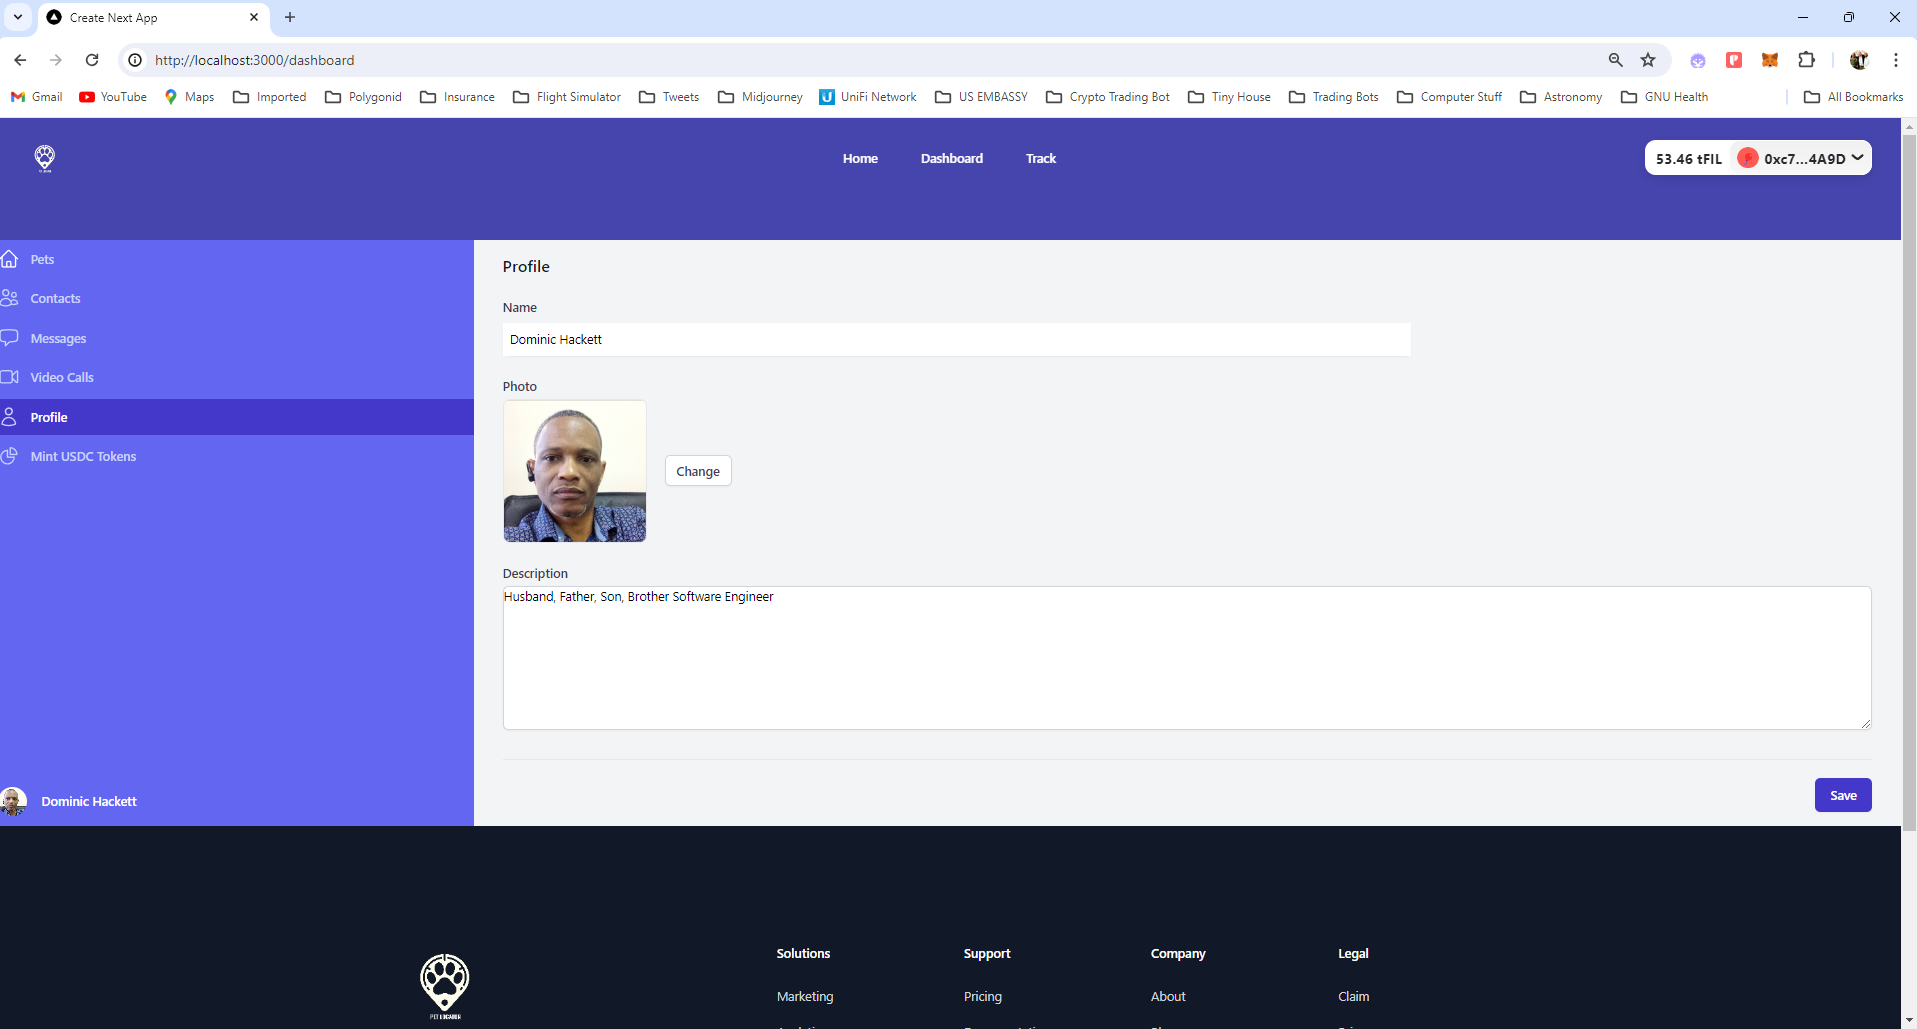 Create Next App
http://localhost:3000/dashboard
Gmail YouTube Maps Imported Polygonid Insurance Flight Simulator Tweets Midjourney UniFi Network US EMBASSY Crypto Trading Bot Tiny House Trading Bots Computer Stuff Astronomy GNU Health All Bookmarks
Home Dashboard Track 53.46 tFIL 0xc7...4A9D
Pets
Contacts
Messages
Video Calls
Profile
Mint USDC Tokens
Dominic Hackett
Profile
Name
Dominic Hackett
Photo
Change
Description
Husband, Father, Son, Brother Software Engineer
Save
PET LOCATOR
Solutions Support Company Legal
Marketing Pricing About Claim